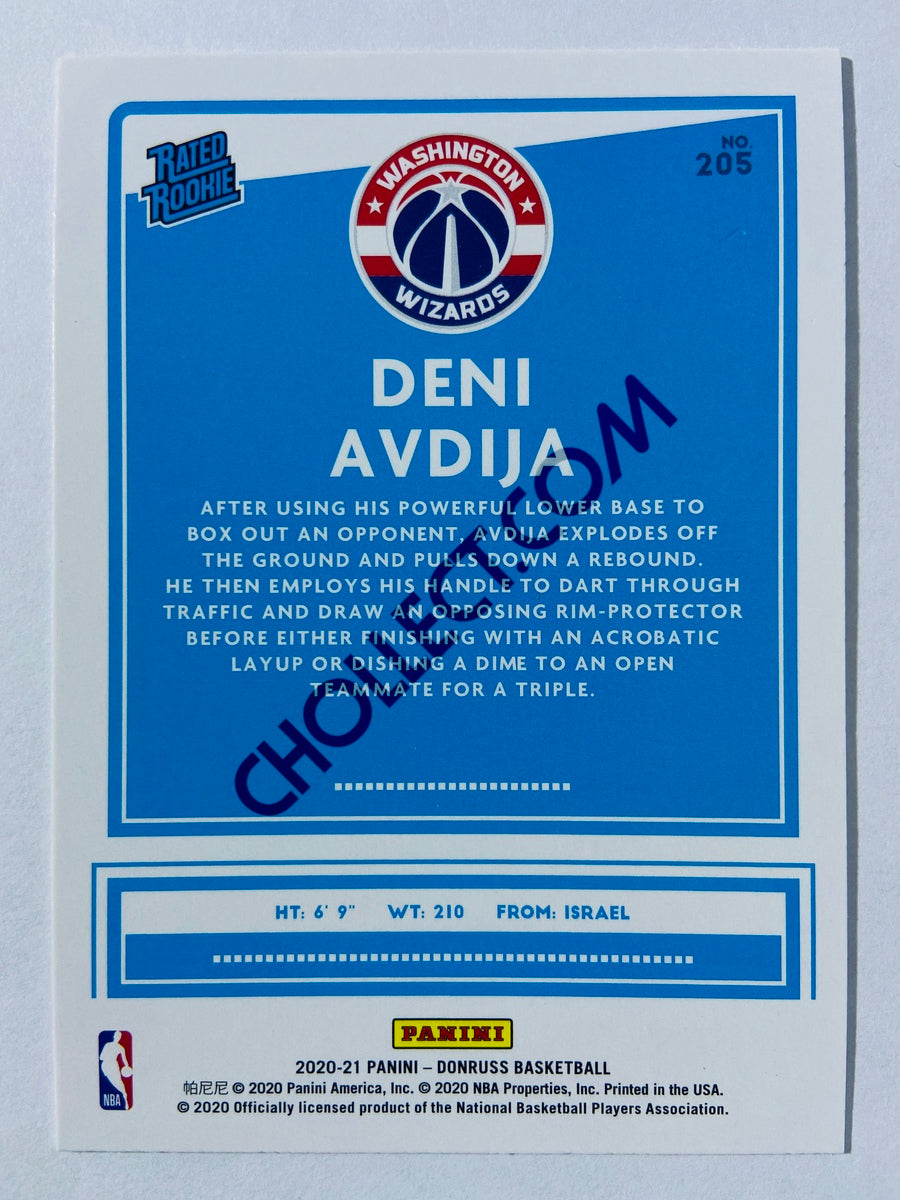 RATED
ROOKIE
NO.
205
WASHINGTON
WIZARDS
DENI
AVDIJA
AFTER USING HIS POWERFUL LOWER BASE TO
BOX OUT AN OPPONENT, AVDIJA EXPLODES OFF
THE GROUND AND PULLS DOWN A REBOUND.
HE THEN EMPLOYS HIS HANDLE TO DART THROUGH
TRAFFIC AND DRAW AN OPPOSING RIM-PROTECTOR
BEFORE EITHER FINISHING WITH AN ACROBATIC
LAYUP OR DISHING A DIME TO AN OPEN
TEAMMATE FOR A TRIPLE.
CHOLLECT.COM
HT: 6' 9" WT: 210 FROM: ISRAEL
PANINI
NBA
2020-21 PANINI – DONRUSS BASKETBALL
帕尼尼 © 2020 Panini America, Inc. © 2020 NBA Properties, Inc. Printed in the USA.
© 2020 Officially licensed product of the National Basketball Players Association.